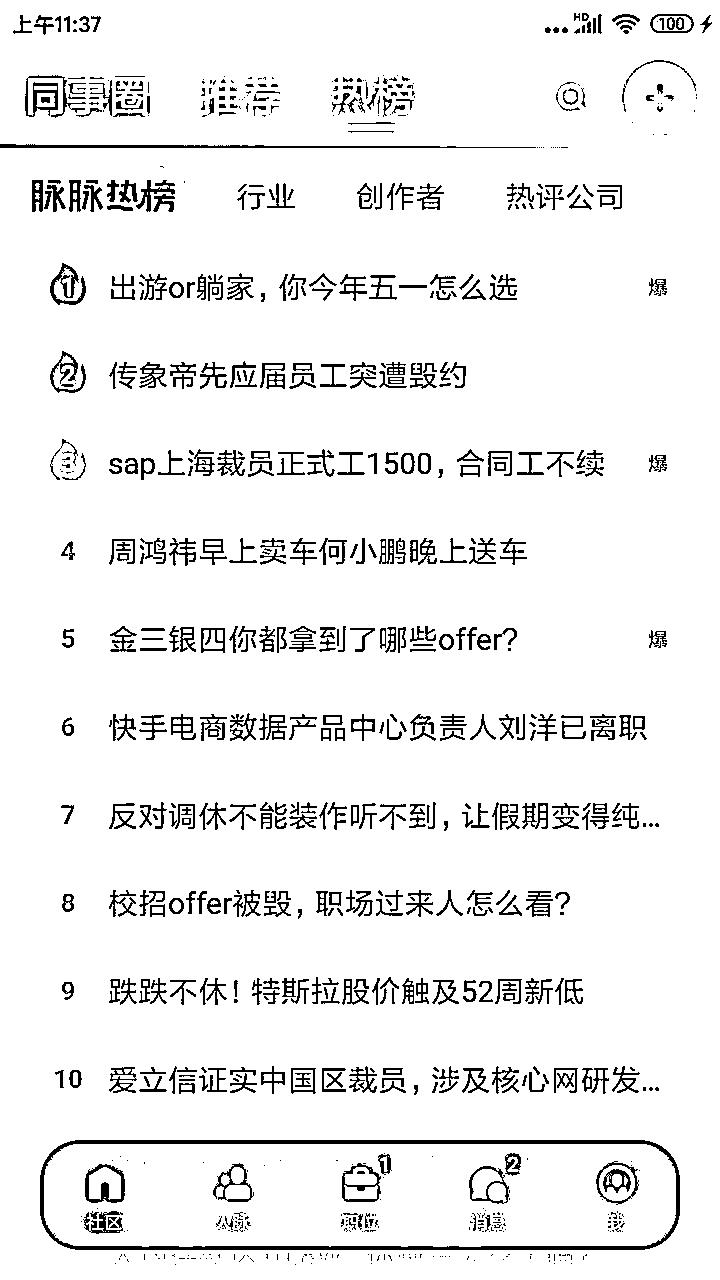 上午11:37
HD
100
同事圈 推荐 热榜
脉脉热榜 行业 创作者 热评公司
1 出游or躺家，你今年五一怎么选 爆
2 传象帝先应届员工突遭毁约
3 sap上海裁员正式工1500，合同工不续 爆
4 周鸿祎早上卖车何小鹏晚上送车
5 金三银四你都拿到了哪些offer？ 爆
6 快手电商数据产品中心负责人刘洋已离职
7 反对调休不能装作听不到，让假期变得纯...
8 校招offer被毁，职场过来人怎么看？
9 跌跌不休！特斯拉股价触及52周新低
10 爱立信证实中国区裁员，涉及核心网研发...
1 2
社区 人脉 职位 消息 我